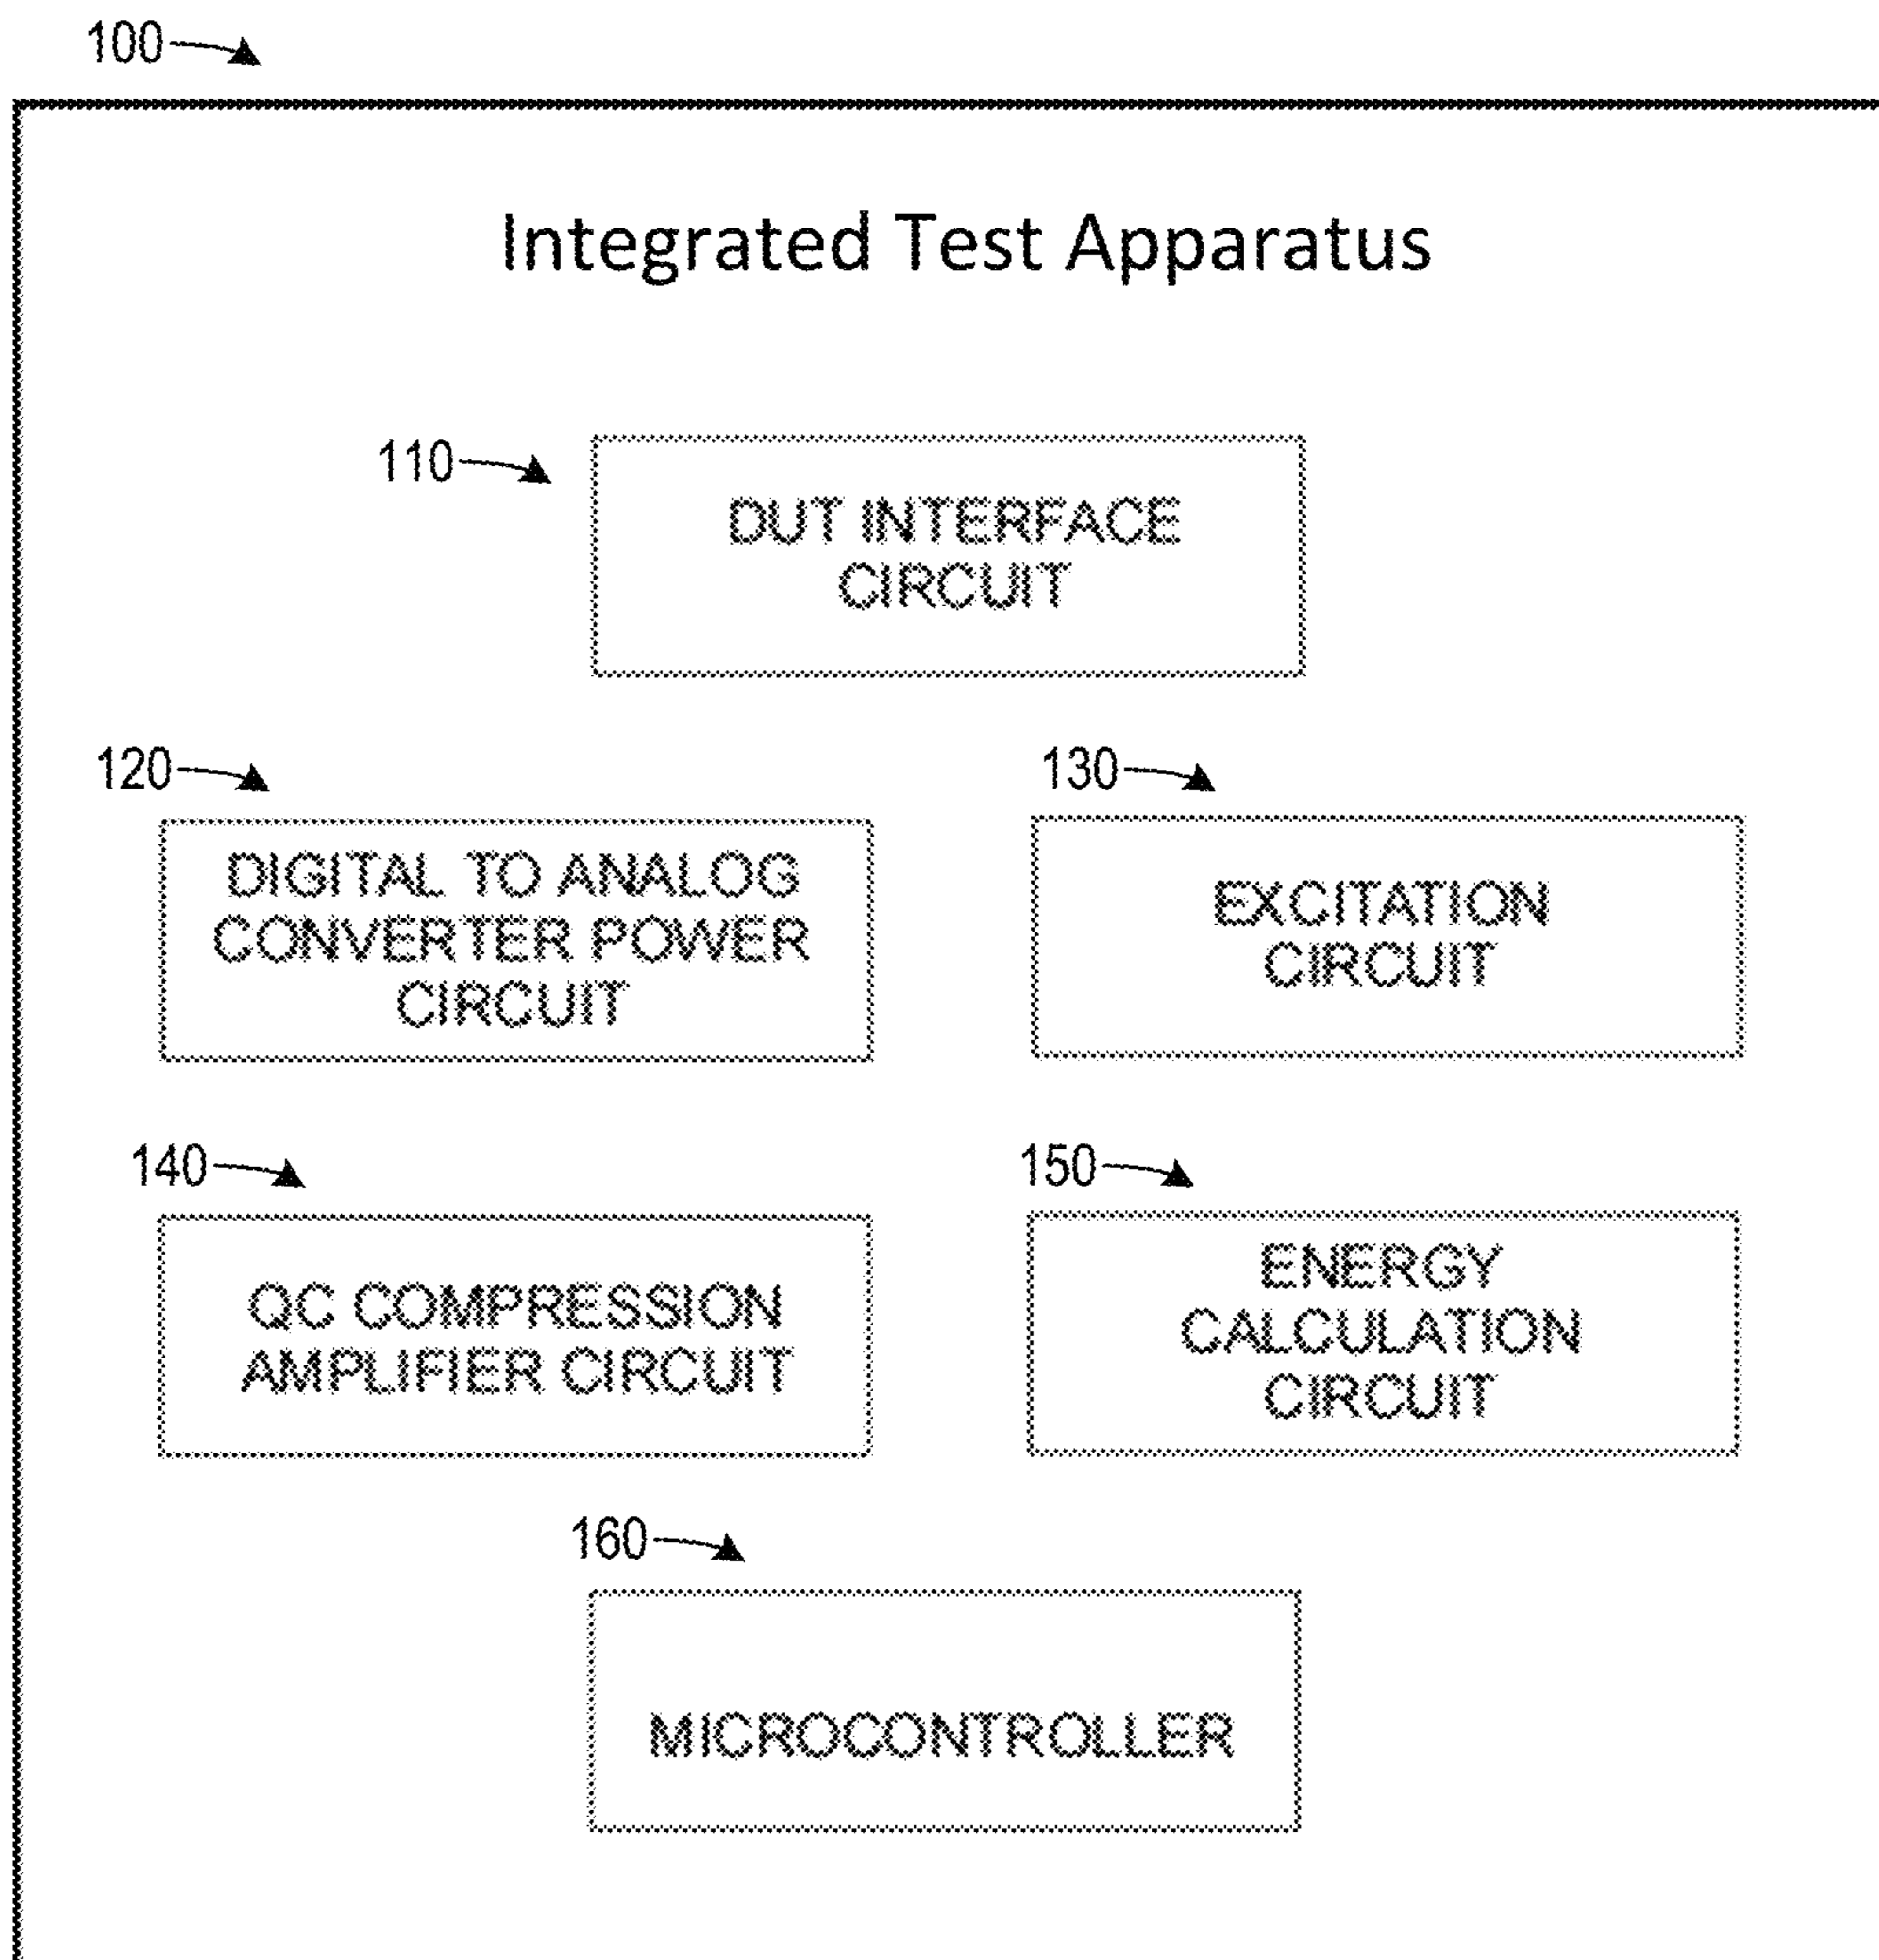 100
Integrated Test Apparatus
110
DUT INTERFACE
CIRCUIT
120
DIGITAL TO ANALOG
CONVERTER POWER
CIRCUIT
130
EXCITATION
CIRCUIT
140
QC COMPRESSION
AMPLIFIER CIRCUIT
150
ENERGY
CALCULATION
CIRCUIT
160
MICROCONTROLLER